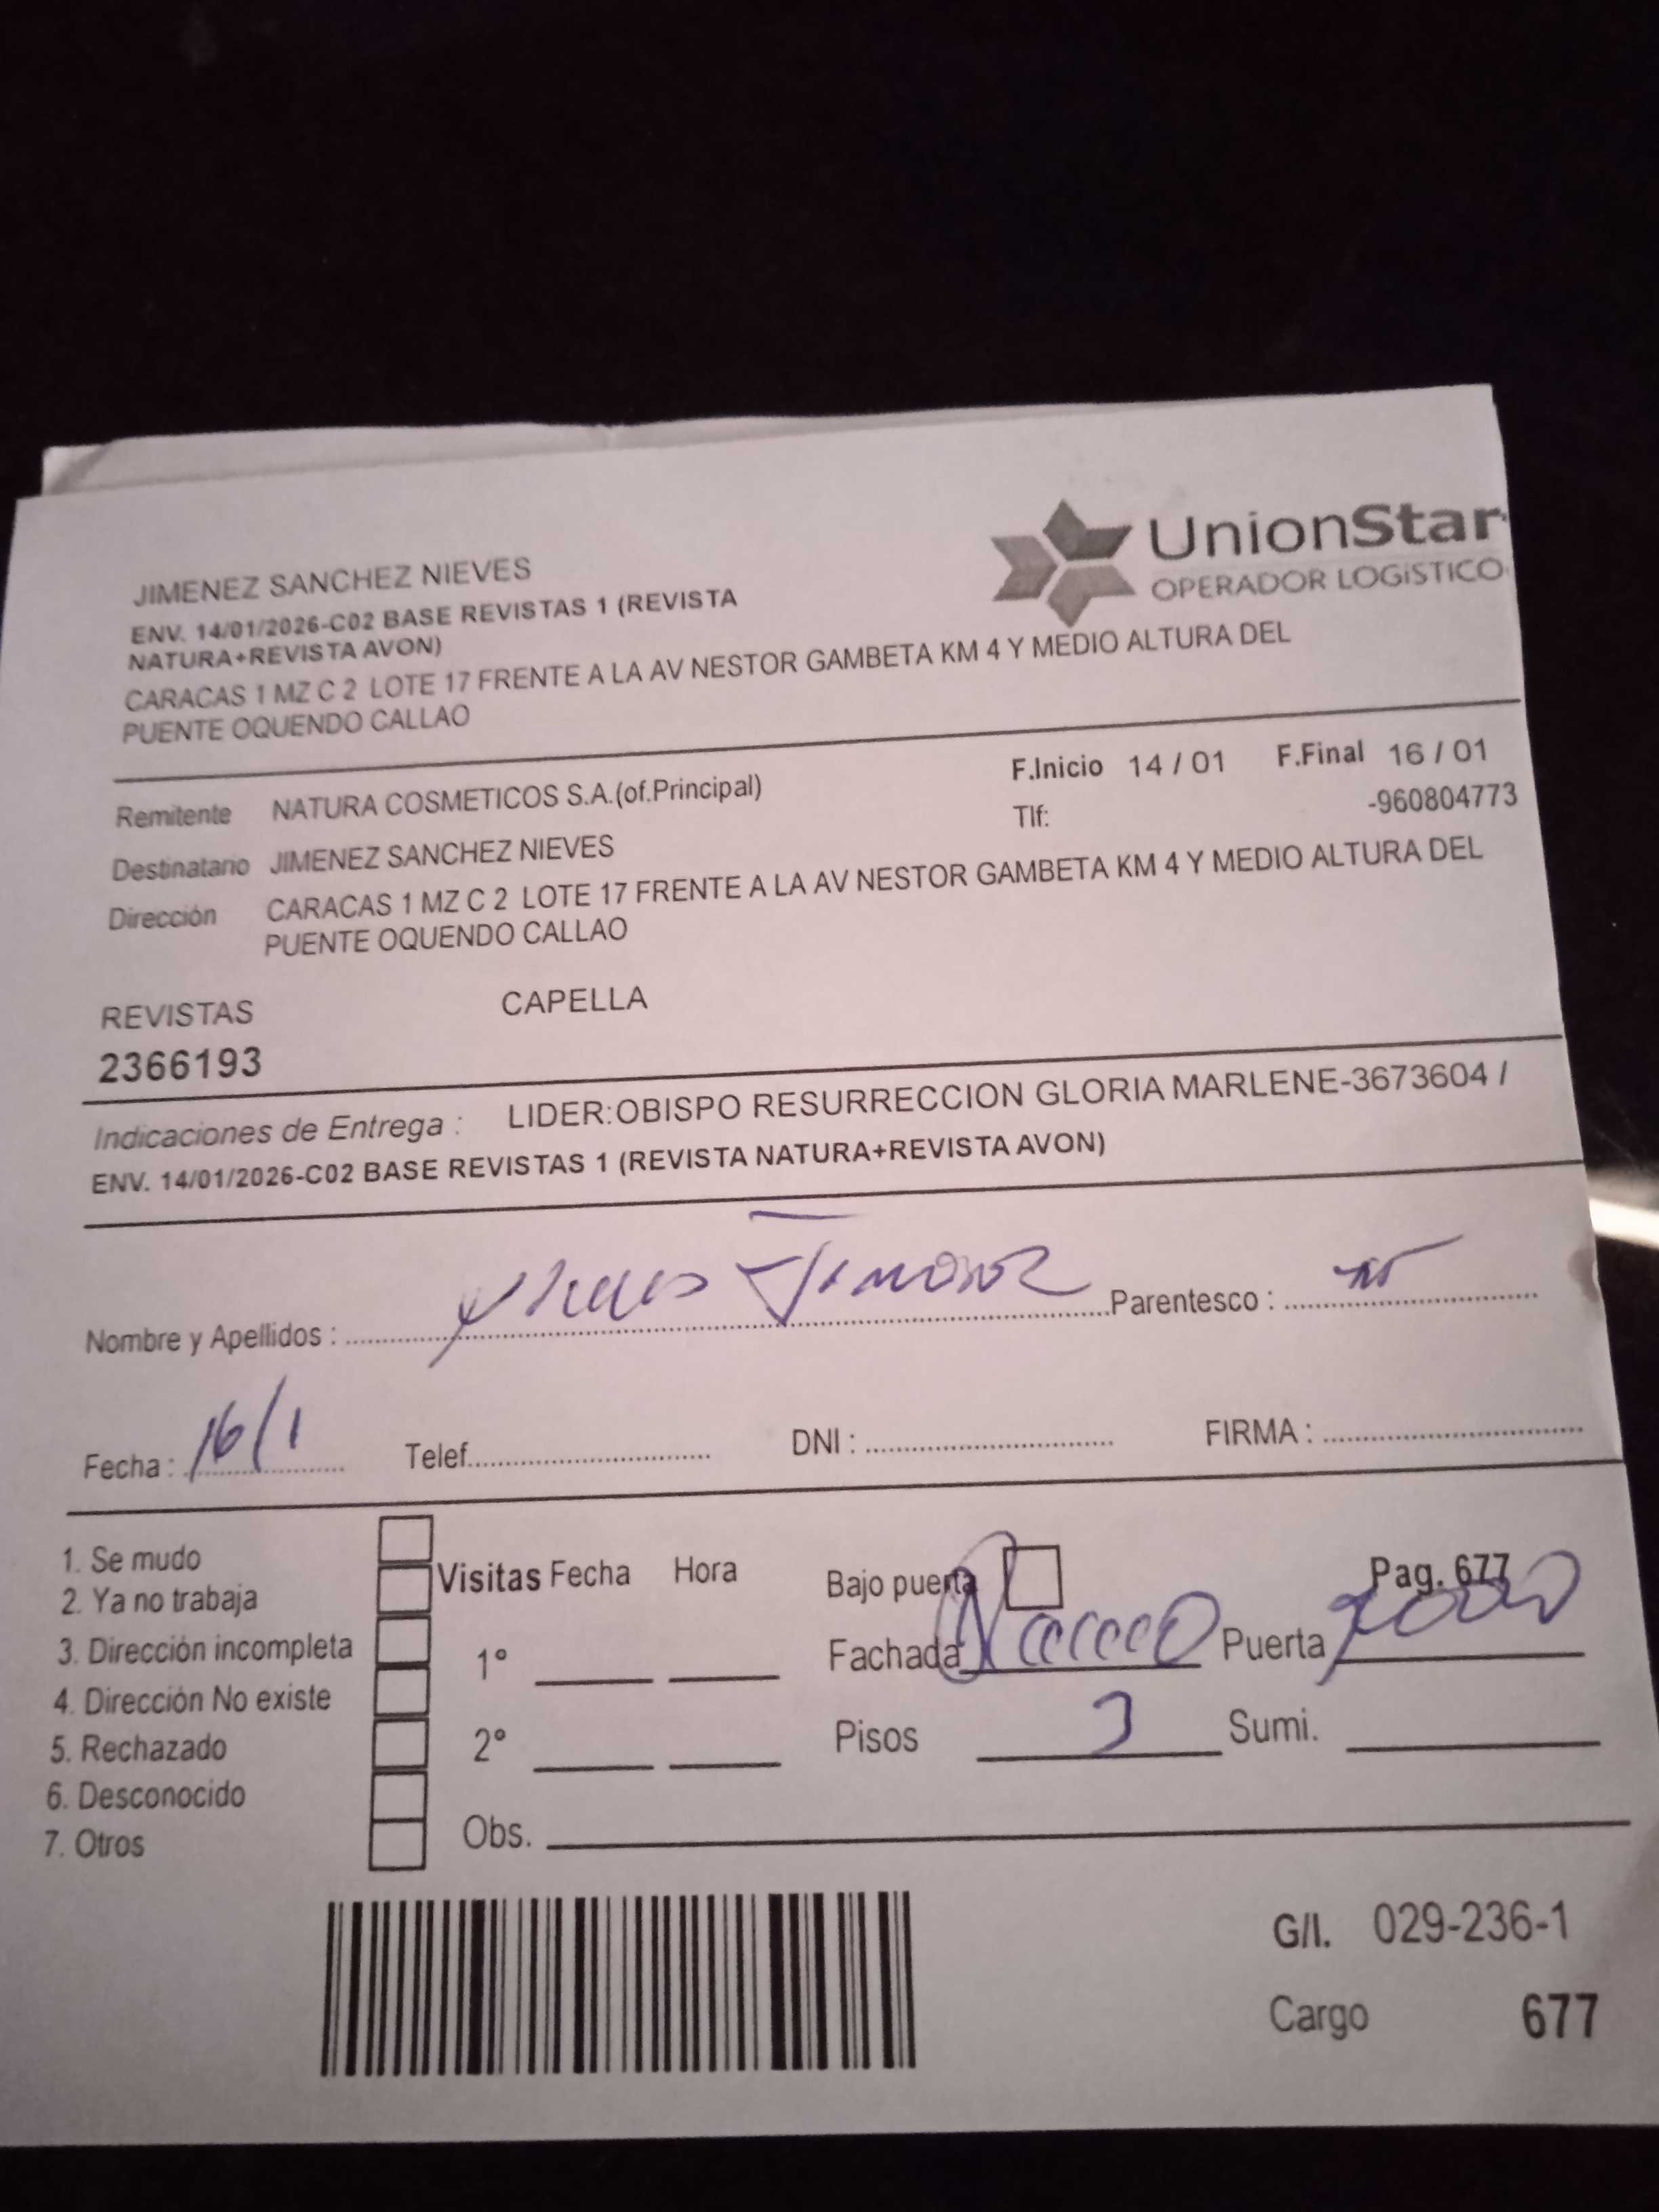 JIMENEZ SANCHEZ NIEVES
UnionStar
OPERADOR LOGíSTICO
ENV. 14/01/2026-C02 BASE REVISTAS 1 (REVISTA
NATURA+REVISTA AVON)
CARACAS 1 MZ C 2 LOTE 17 FRENTE A LA AV NESTOR GAMBETA KM 4 Y MEDIO ALTURA DEL
PUENTE OQUENDO CALLAO
Remitente NATURA COSMETICOS S.A.(of.Principal) F.Inicio 14 / 01 F.Final 16 / 01
Tlf: -960804773
Destinatario JIMENEZ SANCHEZ NIEVES
Dirección CARACAS 1 MZ C 2 LOTE 17 FRENTE A LA AV NESTOR GAMBETA KM 4 Y MEDIO ALTURA DEL
PUENTE OQUENDO CALLAO
REVISTAS CAPELLA
2366193
Indicaciones de Entrega : LIDER:OBISPO RESURRECCION GLORIA MARLENE-3673604 /
ENV. 14/01/2026-C02 BASE REVISTAS 1 (REVISTA NATURA+REVISTA AVON)
Nombre y Apellidos : Parentesco :
Fecha : 16/1 Telef. DNI : FIRMA :
1. Se mudo
2. Ya no trabaja
3. Dirección incompleta
4. Dirección No existe
5. Rechazado
6. Desconocido
7. Otros
Visitas Fecha Hora
1°
2°
Obs.
Bajo puerta Pag. 677
Fachada Puerta
Pisos 3 Sumi.
G/I. 029-236-1
Cargo 677